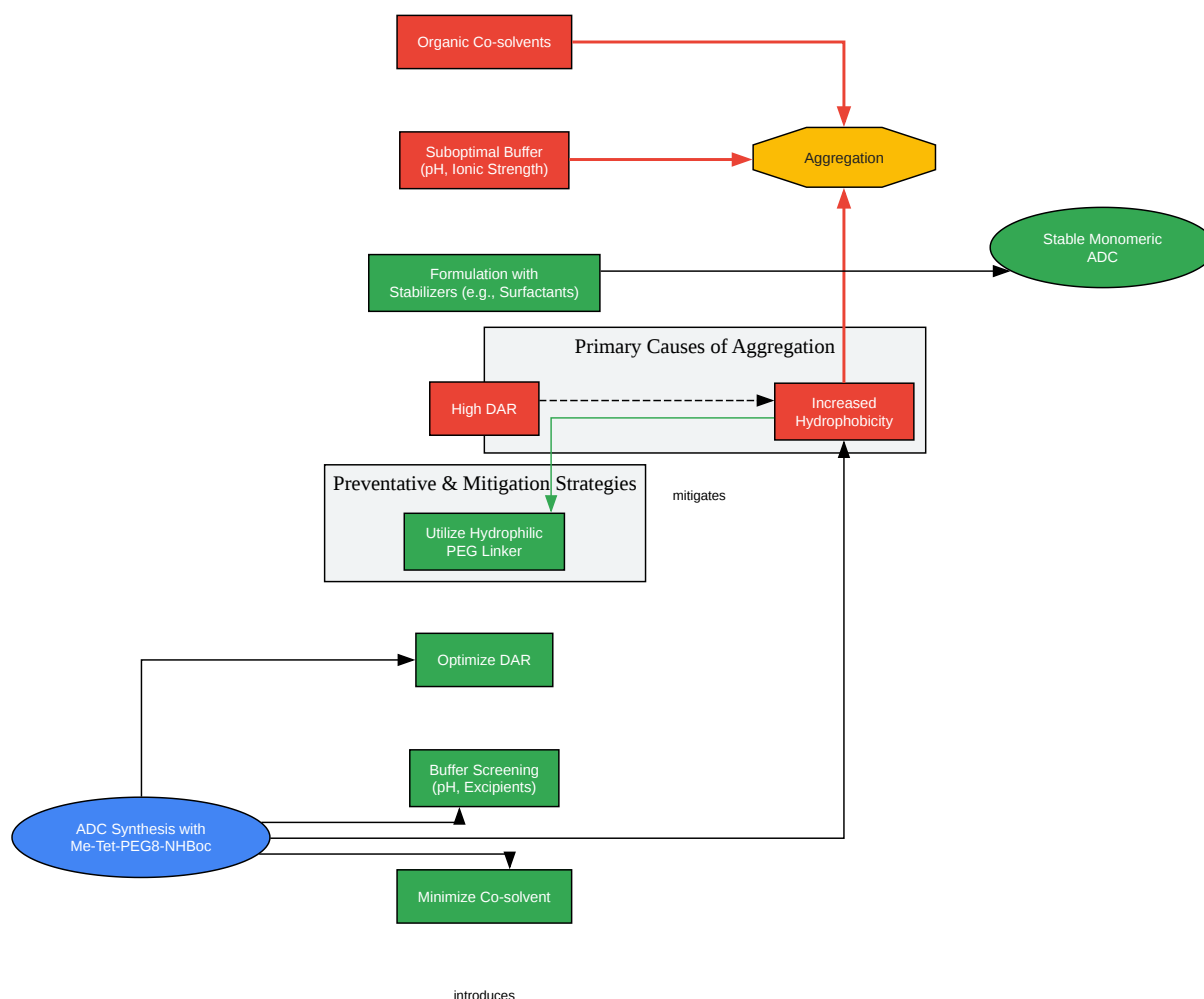 Organic Co-solvents
Suboptimal Buffer
(pH, Ionic Strength)
Aggregation
Stable Monomeric
ADC
Formulation with
Stabilizers (e.g., Surfactants)
Primary Causes of Aggregation
High DAR
Increased
Hydrophobicity
Preventative & Mitigation Strategies
mitigates
Utilize Hydrophilic
PEG Linker
Optimize DAR
Buffer Screening
(pH, Excipients)
ADC Synthesis with
Me-Tet-PEG8-NHBoc
Minimize Co-solvent
introduces